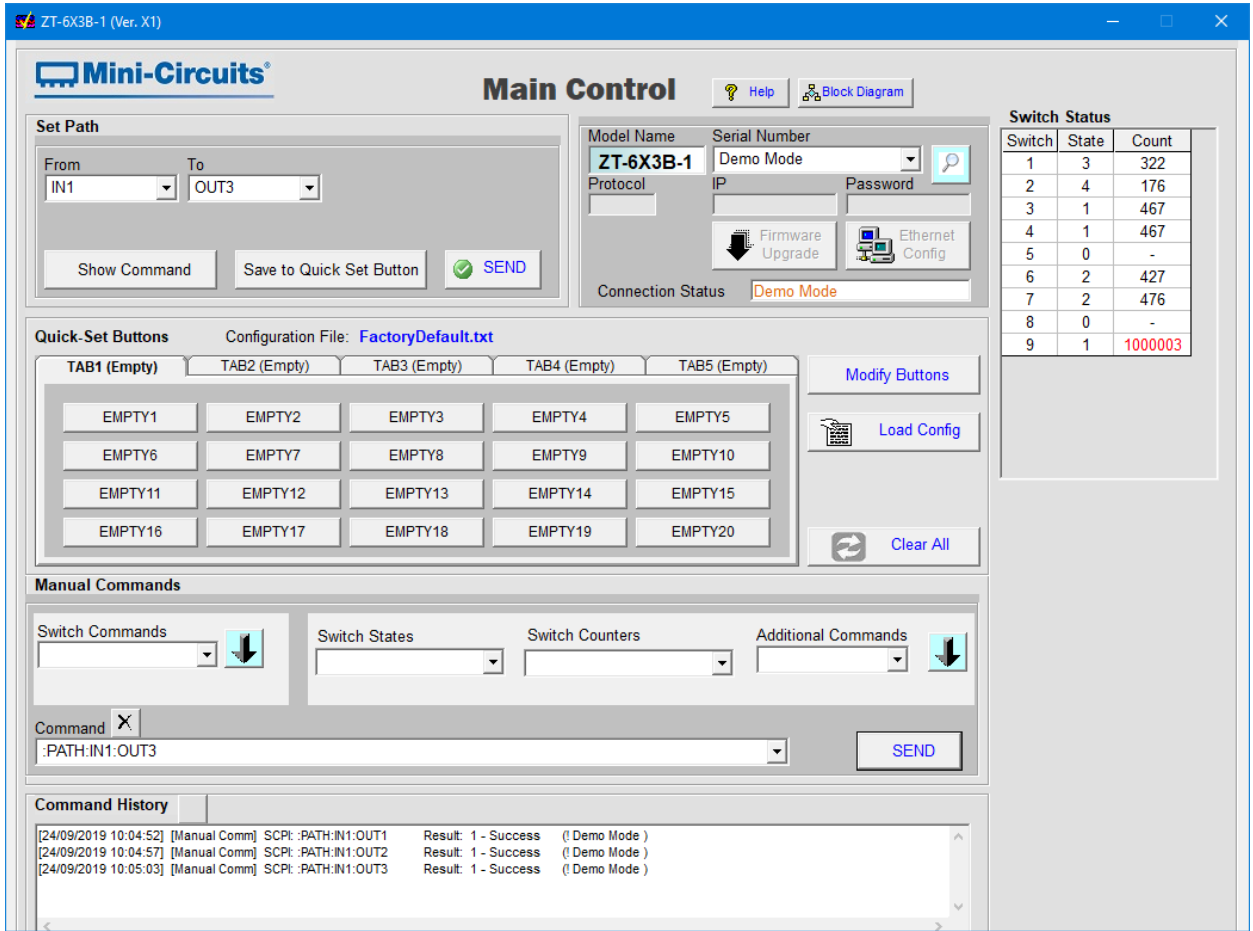 ZT-6X3B-1 (Ver. X1)
Mini-Circuits®
Main Control
Help
Block Diagram
Set Path
From To
IN1 OUT3
Show Command Save to Quick Set Button SEND
Model Name Serial Number
ZT-6X3B-1 Demo Mode
Protocol IP Password
Firmware Upgrade
Ethernet Config
Connection Status Demo Mode
Switch Status
Switch State Count
1 3 322
2 4 176
3 1 467
4 1 467
5 0 -
6 2 427
7 2 476
8 0 -
9 1 1000003
Quick-Set Buttons Configuration File: FactoryDefault.txt
TAB1 (Empty) TAB2 (Empty) TAB3 (Empty) TAB4 (Empty) TAB5 (Empty)
EMPTY1 EMPTY2 EMPTY3 EMPTY4 EMPTY5
EMPTY6 EMPTY7 EMPTY8 EMPTY9 EMPTY10
EMPTY11 EMPTY12 EMPTY13 EMPTY14 EMPTY15
EMPTY16 EMPTY17 EMPTY18 EMPTY19 EMPTY20
Modify Buttons
Load Config
Clear All
Manual Commands
Switch Commands Switch States Switch Counters Additional Commands
Command X
:PATH:IN1:OUT3
SEND
Command History
[24/09/2019 10:04:52] [Manual Comm] SCPI: :PATH:IN1:OUT1 Result: 1 - Success (! Demo Mode )
[24/09/2019 10:04:57] [Manual Comm] SCPI: :PATH:IN1:OUT2 Result: 1 - Success (! Demo Mode )
[24/09/2019 10:05:03] [Manual Comm] SCPI: :PATH:IN1:OUT3 Result: 1 - Success (! Demo Mode )